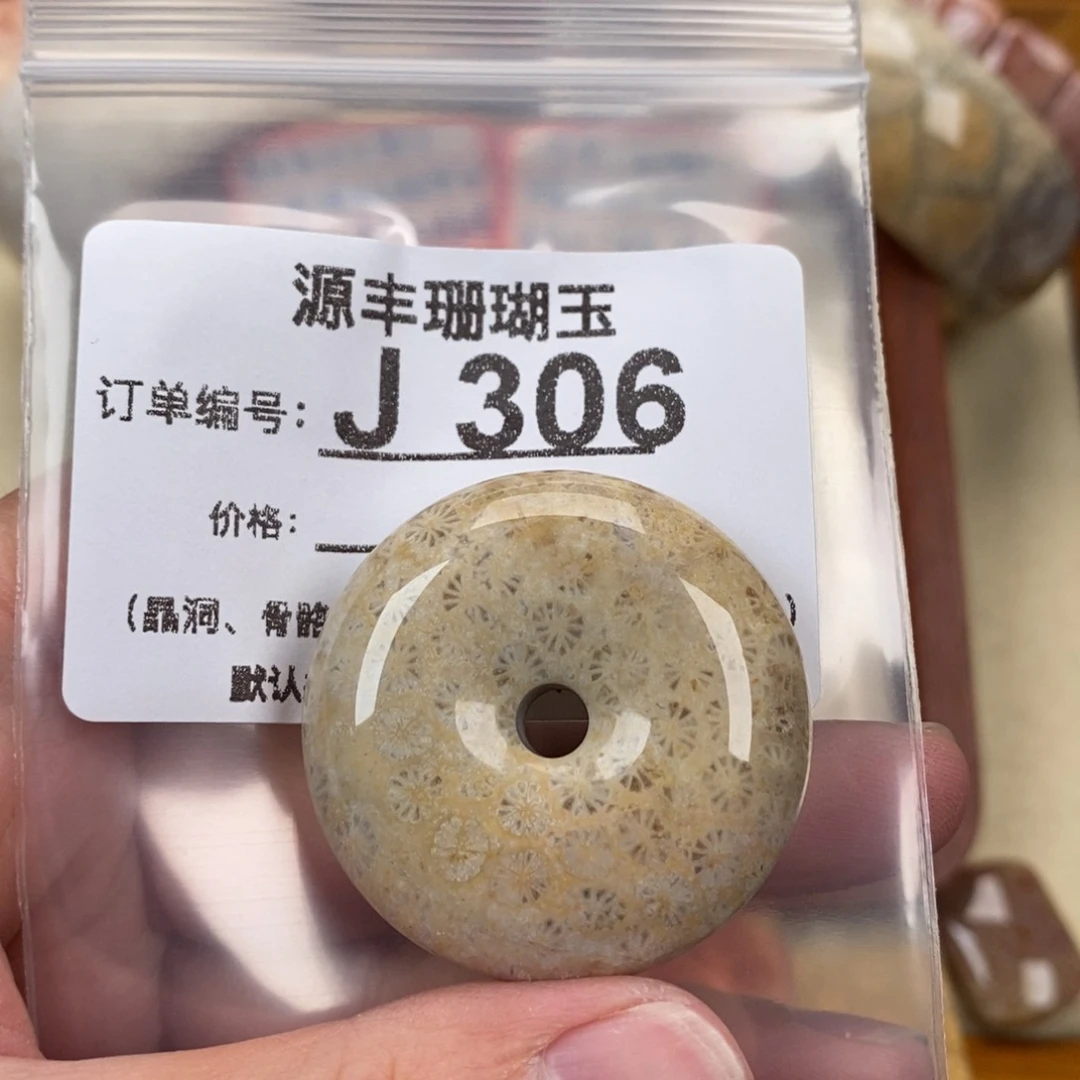 源丰珊瑚玉
订单编号：J 306
价格：
（晶洞、骨骼
默认